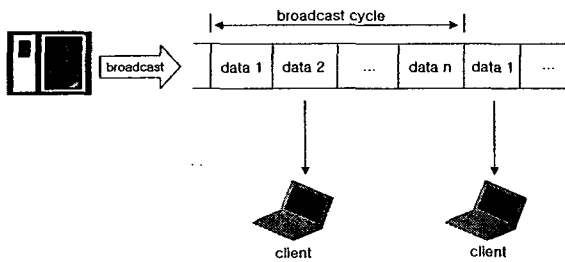 broadcast cycle
broadcast
data 1 data 2 ... data n data 1 ...
client client